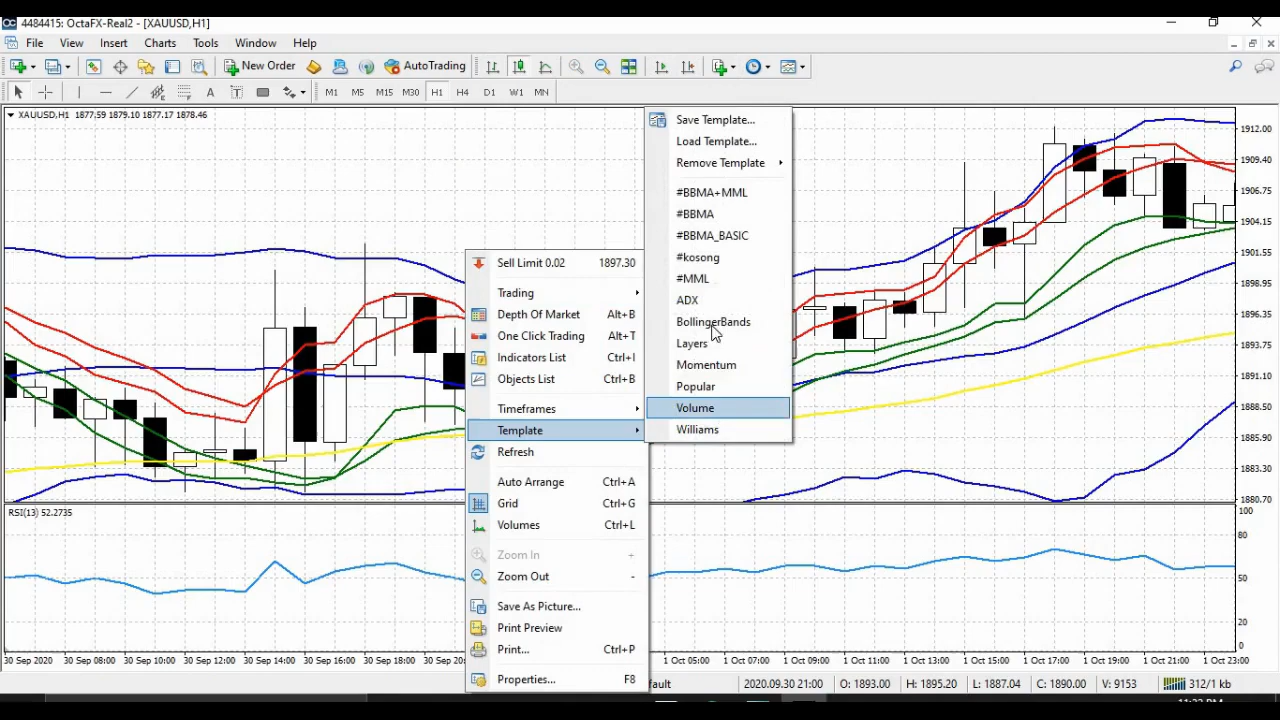 4484415: OctaFX-Real2 - [XAUUSD,H1]
File View Insert Charts Tools Window Help
New Order AutoTrading
A T M1 M5 M15 M30 H1 H4 D1 W1 MN
XAUUSD,H1 1877.59 1879.10 1877.17 1878.46
Save Template...
Load Template...
Remove Template
#BBMA+MML
#BBMA
#BBMA_BASIC
#kosong
#MML
ADX
BollingerBands
Layers
Momentum
Popular
Volume
Williams
Sell Limit 0.02 1897.30
Trading
Depth Of Market Alt+B
One Click Trading Alt+T
Indicators List Ctrl+I
Objects List Ctrl+B
Timeframes
Template
Refresh
Auto Arrange Ctrl+A
Grid Ctrl+G
Volumes Ctrl+L
Zoom In +
Zoom Out -
Save As Picture...
Print Preview
Print... Ctrl+P
Properties... F8
1912.00
1909.40
1906.75
1904.15
1901.55
1898.95
1896.35
1893.75
1891.10
1888.50
1885.90
1883.30
1880.70
RSI(13) 52.2735
100
80
50
20
0
30 Sep 2020 30 Sep 08:00 30 Sep 10:00 30 Sep 12:00 30 Sep 14:00 30 Sep 16:00 30 Sep 18:00 30 Sep 20: 1 Oct 05:00 1 Oct 07:00 1 Oct 09:00 1 Oct 11:00 1 Oct 13:00 1 Oct 15:00 1 Oct 17:00 1 Oct 19:00 1 Oct 21:00 1 Oct 23:00
fault 2020.09.30 21:00 O: 1893.00 H: 1895.20 L: 1887.04 C: 1890.00 V: 9153 312/1 kb